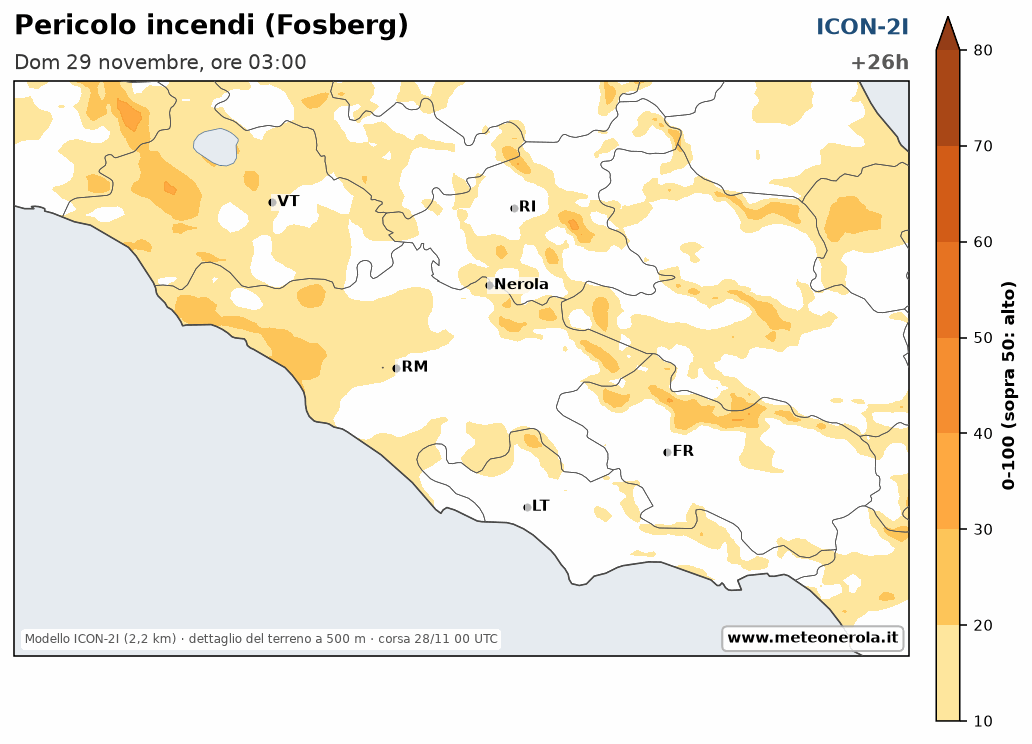 Pericolo incendi (Fosberg)
ICON-2I
Dom 29 novembre, ore 03:00
+26h
VT
RI
Nerola
RM
FR
LT
Modello ICON-2I (2,2 km) · dettaglio del terreno a 500 m · corsa 28/11 00 UTC
www.meteonerola.it
80
70
60
50
40
30
20
10
0-100 (sopra 50: alto)